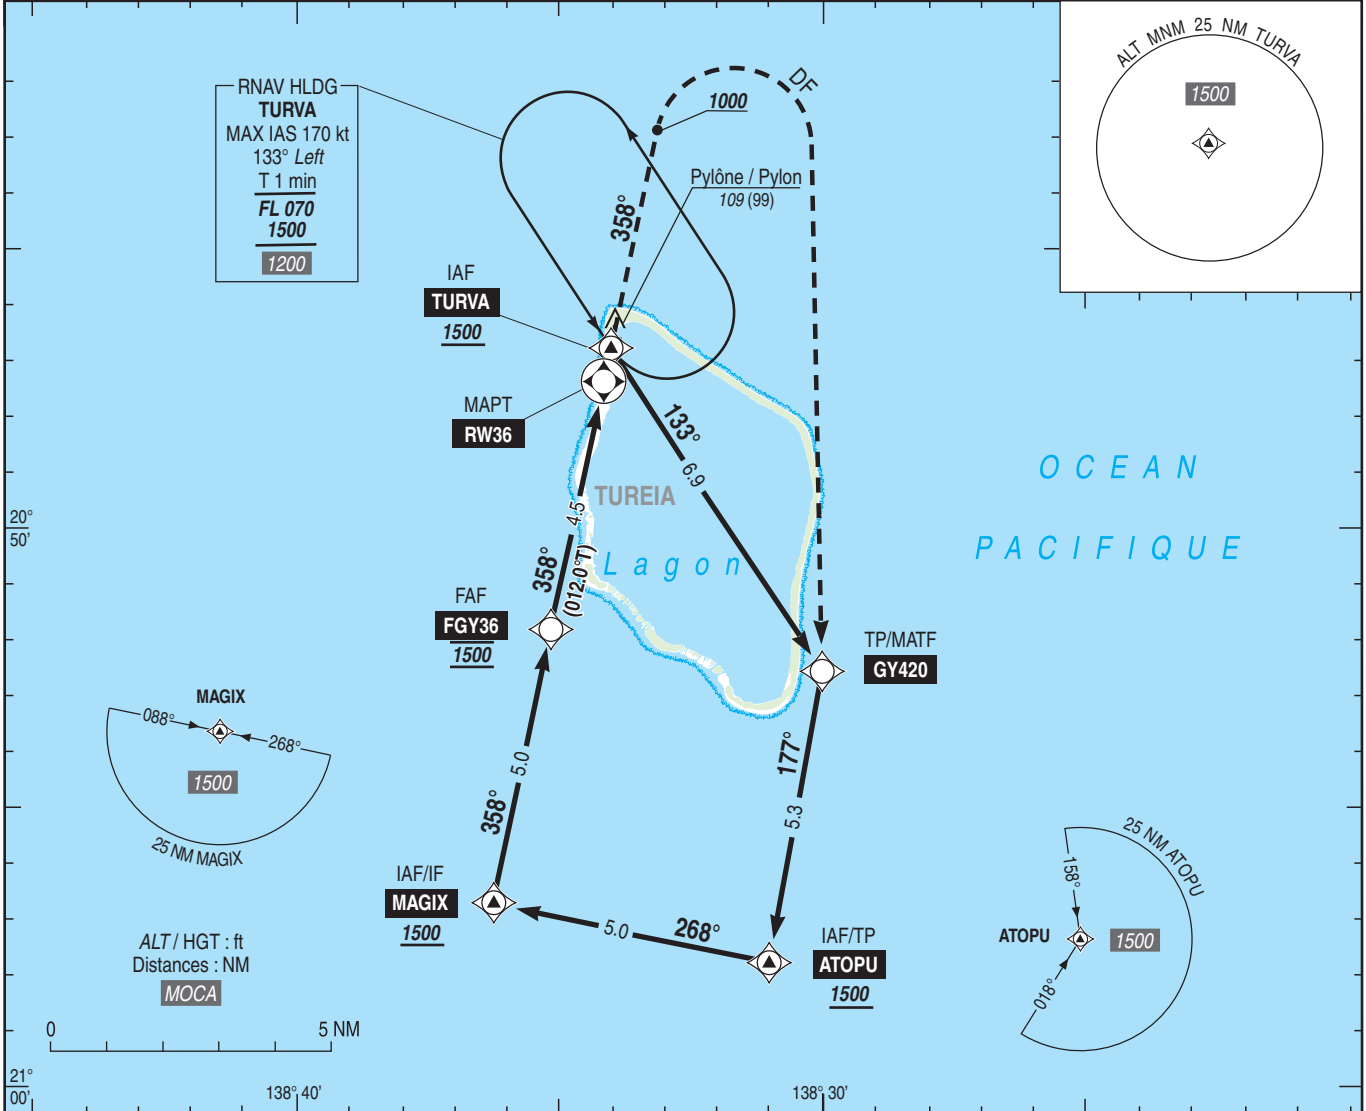 ALT MNM 25 NM TURVA
1500
RNAV HLDG
TURVA
MAX IAS 170 kt
133° Left
T 1 min
FL 070
1500
1200
DF
1000
Pylône / Pylon
109 (99)
358°
IAF
TURVA
1500
MAPT
RW36
133°
6.9
TUREIA
Lagon
OCEAN
PACIFIQUE
20°
50'
4.5
358°
(012.0°T)
FAF
FGY36
1500
TP/MATF
GY420
MAGIX
088°
268°
1500
25 NM MAGIX
5.0
358°
177°
5.3
25 NM ATOPU
158°
ATOPU
1500
018°
IAF/IF
MAGIX
1500
5.0
268°
IAF/TP
ATOPU
1500
ALT / HGT : ft
Distances : NM
MOCA
0
5 NM
21°
00'
138° 40'
138° 30'